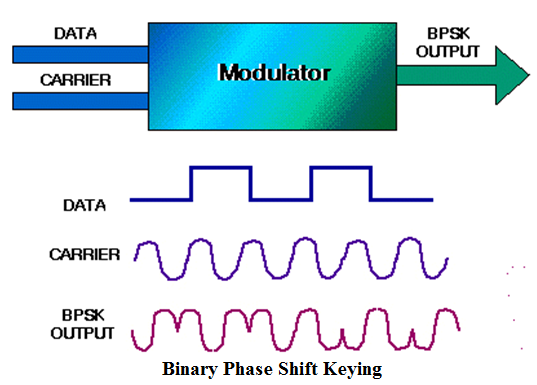 DATA
CARRIER
Modulator
BPSK
OUTPUT
DATA
CARRIER
BPSK
OUTPUT
Binary Phase Shift Keying